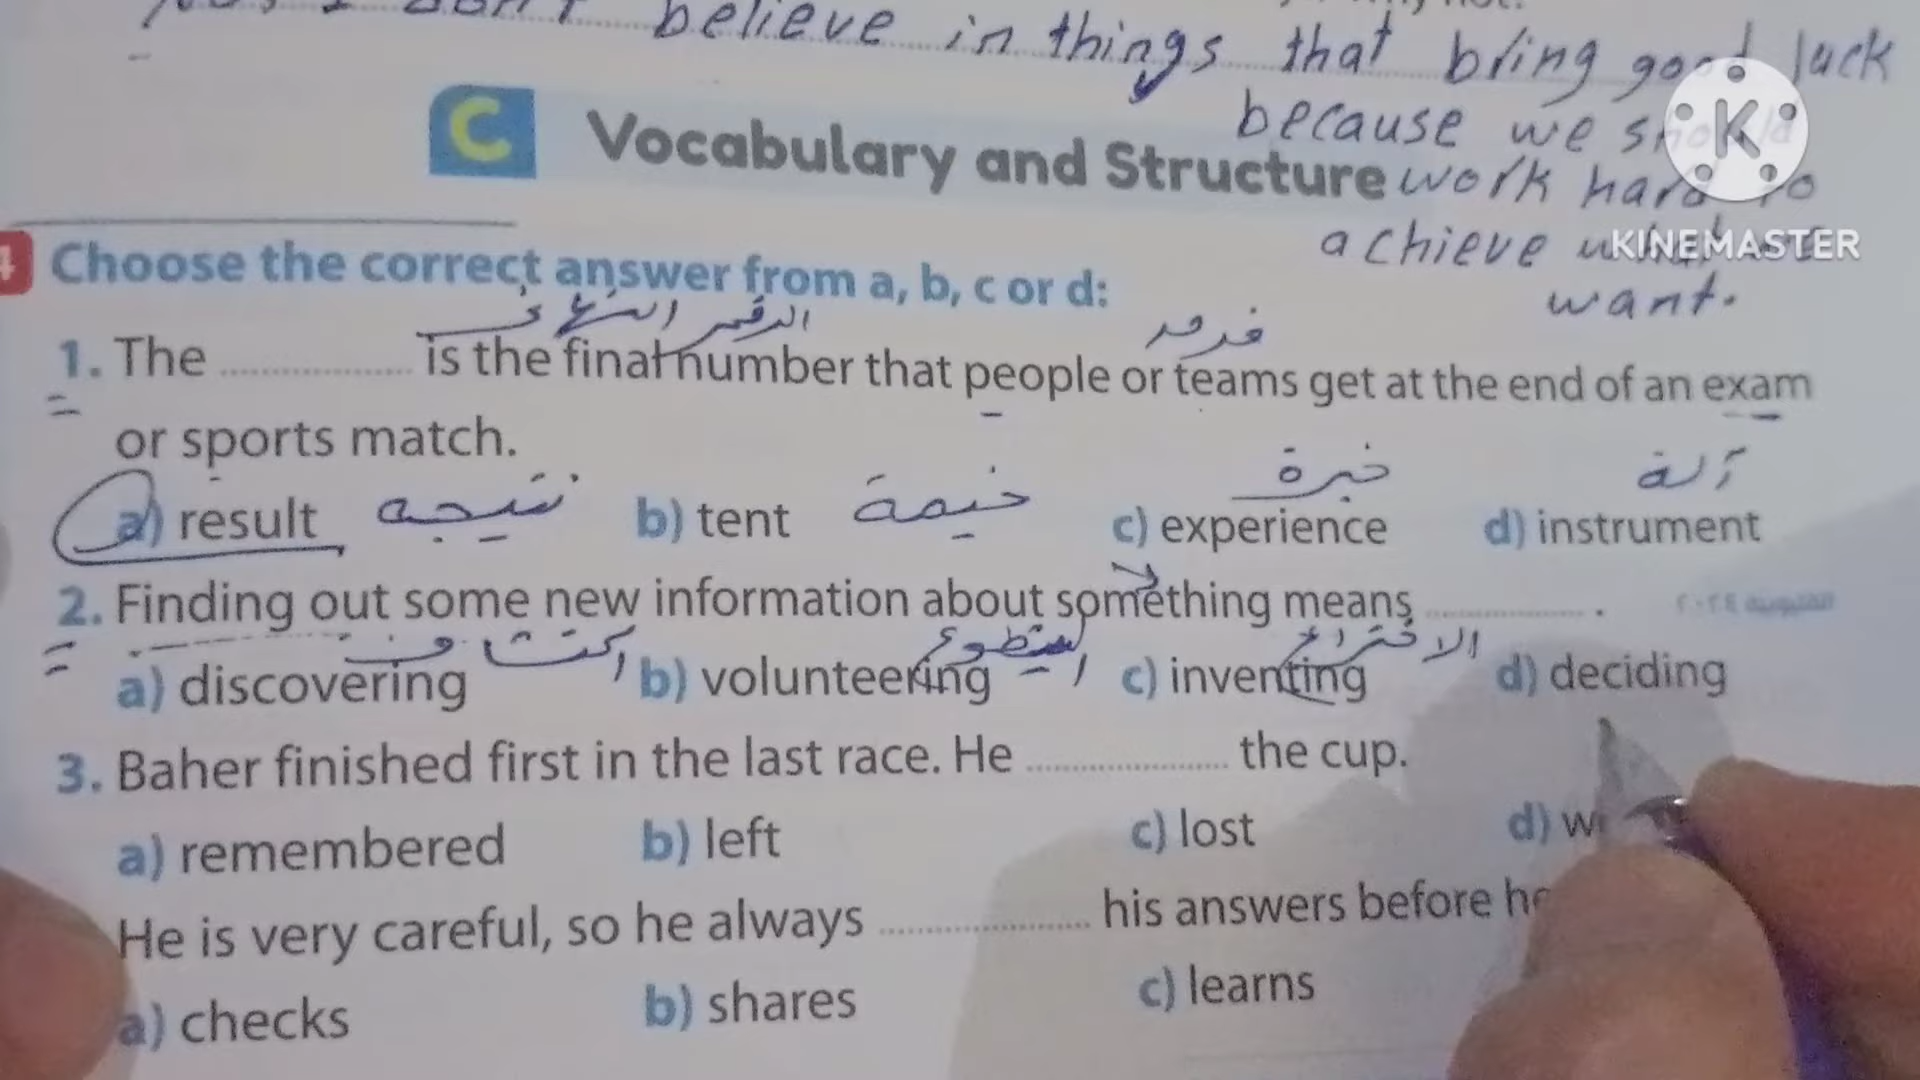 believe in things that bring good luck
because we
C Vocabulary and Structure work hard to
achieve
KINEMASTER
want.
4 Choose the correct answer from a, b, c or d:
الرقم النهائي
1. The .................. is the final number that people or teams get at the end of an exam
or sports match.
خبرة آلة
a) result نتيجه b) tent خيمة c) experience d) instrument
2. Finding out some new information about something means .................. .
اكتشاف الاختراع
a) discovering b) volunteering c) inventing d) deciding
3. Baher finished first in the last race. He .................. the cup.
a) remembered b) left c) lost d)
He is very careful, so he always .................. his answers before
a) checks b) shares c) learns